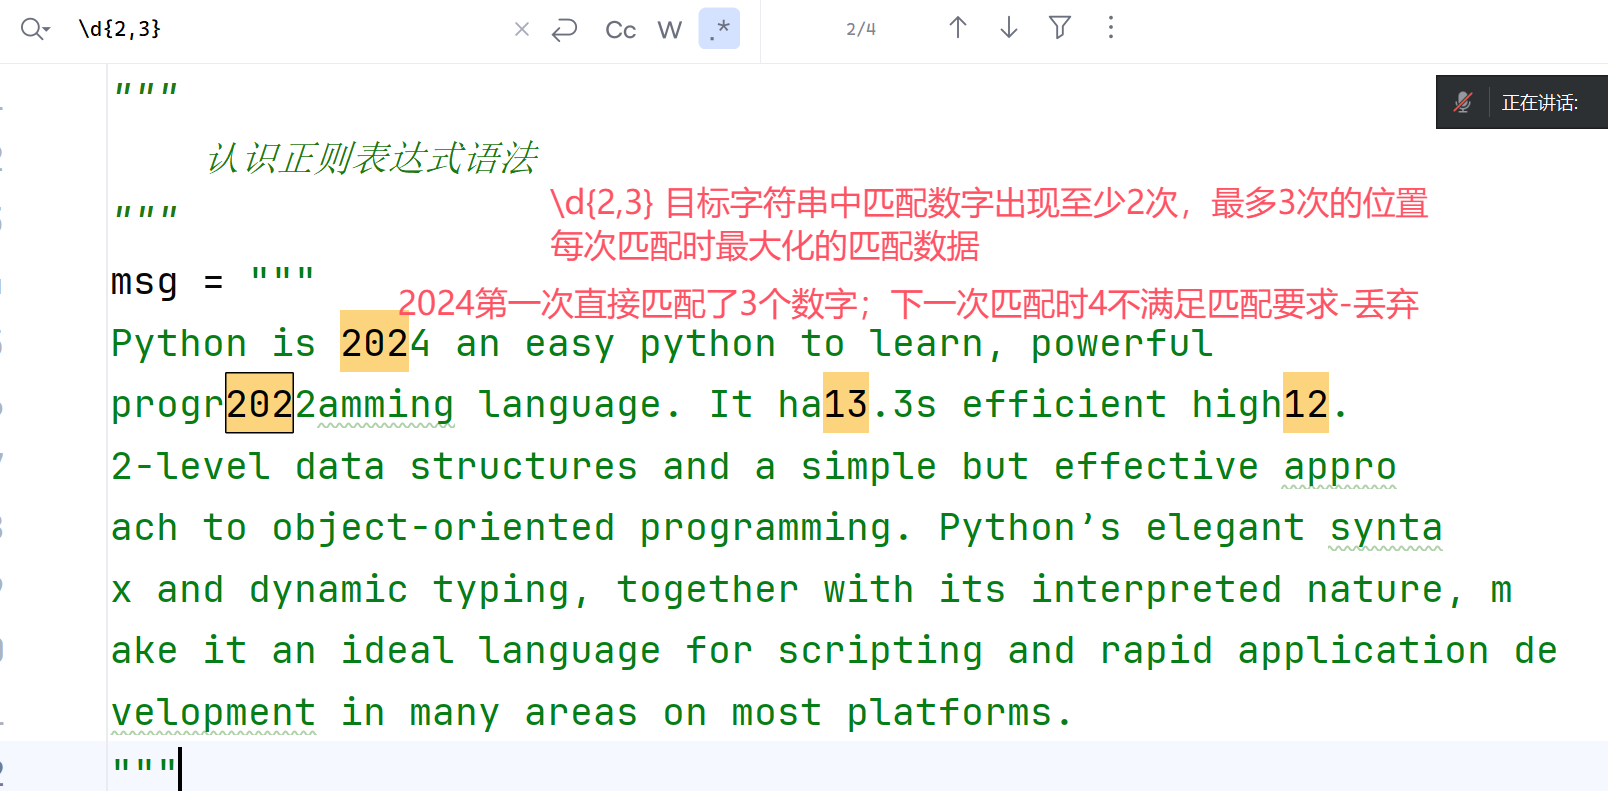 \d{2,3}
Cc W .* 2/4
正在讲话:
"""
认识正则表达式语法
"""
\d{2,3} 目标字符串中匹配数字出现至少2次，最多3次的位置
每次匹配时最大化的匹配数据
msg = """
2024第一次直接匹配了3个数字；下一次匹配时4不满足匹配要求-丢弃
Python is 2024 an easy python to learn, powerful
progr2022amming language. It ha13.3s efficient high12.
2-level data structures and a simple but effective appro
ach to object-oriented programming. Python’s elegant synta
x and dynamic typing, together with its interpreted nature, m
ake it an ideal language for scripting and rapid application de
velopment in many areas on most platforms.
"""